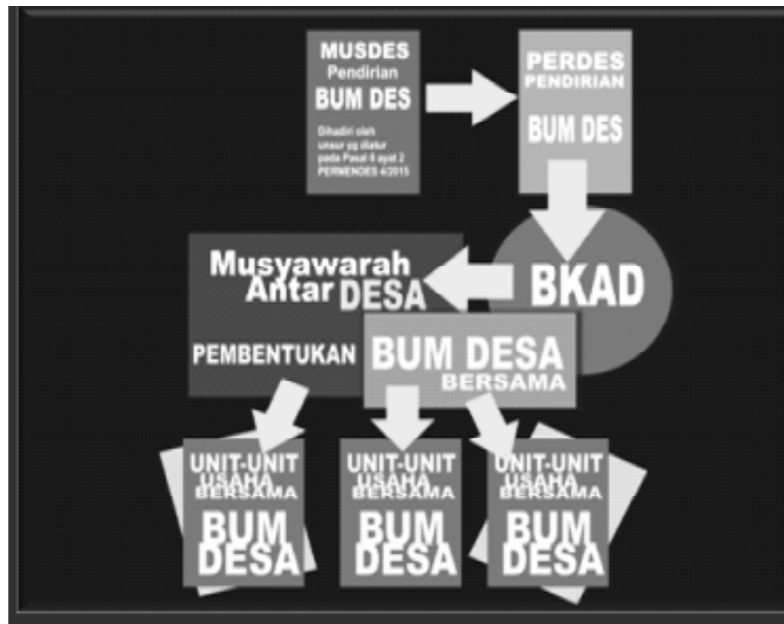 MUSDES
Pendirian
BUM DES
Dihadiri oleh
unsur yg diatur
pada Pasal 6 ayat 2
PERMENDES 4/2015
PERDES
PENDIRIAN
BUM DES
BKAD
Musyawarah
Antar DESA
PEMBENTUKAN
BUM DESA
BERSAMA
UNIT-UNIT
USAHA
BERSAMA
BUM
DESA
UNIT-UNIT
USAHA
BERSAMA
BUM
DESA
UNIT-UNIT
USAHA
BERSAMA
BUM
DESA